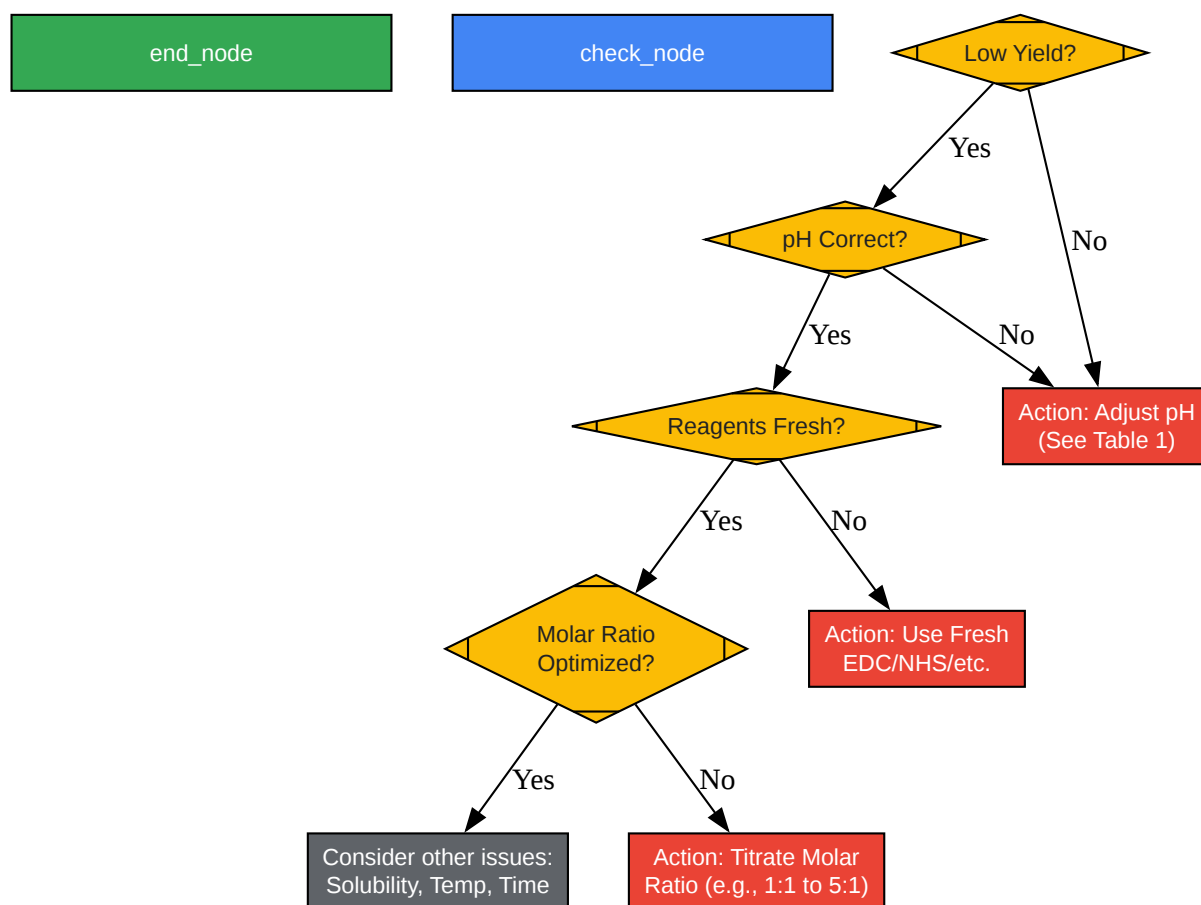 end_node
check_node
Low Yield?
Yes
No
pH Correct?
Yes
No
Reagents Fresh?
Action: Adjust pH
(See Table 1)
Yes
No
Molar Ratio
Optimized?
Action: Use Fresh
EDC/NHS/etc.
Yes
No
Consider other issues:
Solubility, Temp, Time
Action: Titrate Molar
Ratio (e.g., 1:1 to 5:1)